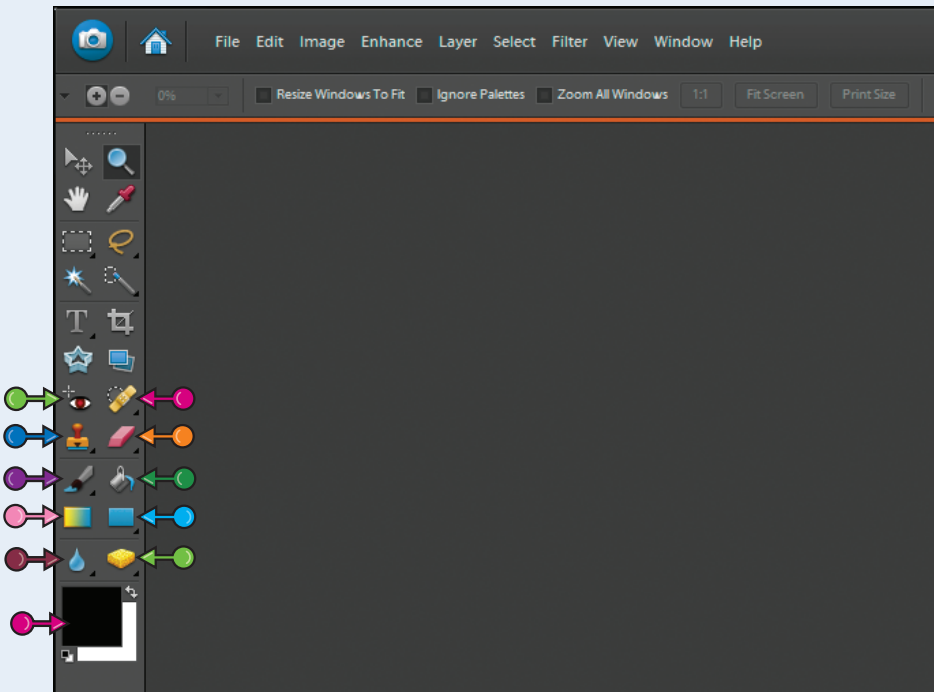 File Edit Image Enhance Layer Select Filter View Window Help
0% Resize Windows To Fit Ignore Palettes Zoom All Windows 1:1 Fit Screen Print Size
T